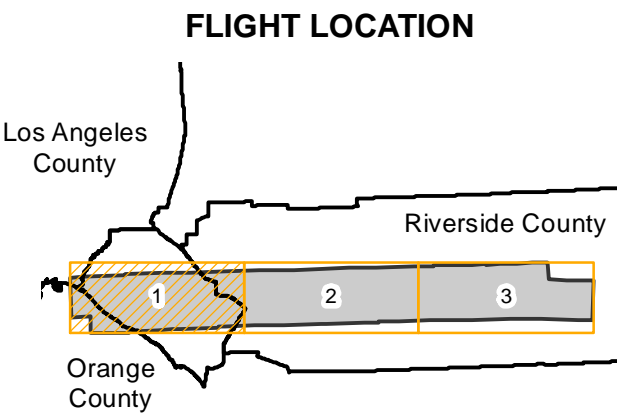 FLIGHT LOCATION
Los Angeles
County
Riverside County
1
2
3
Orange
County